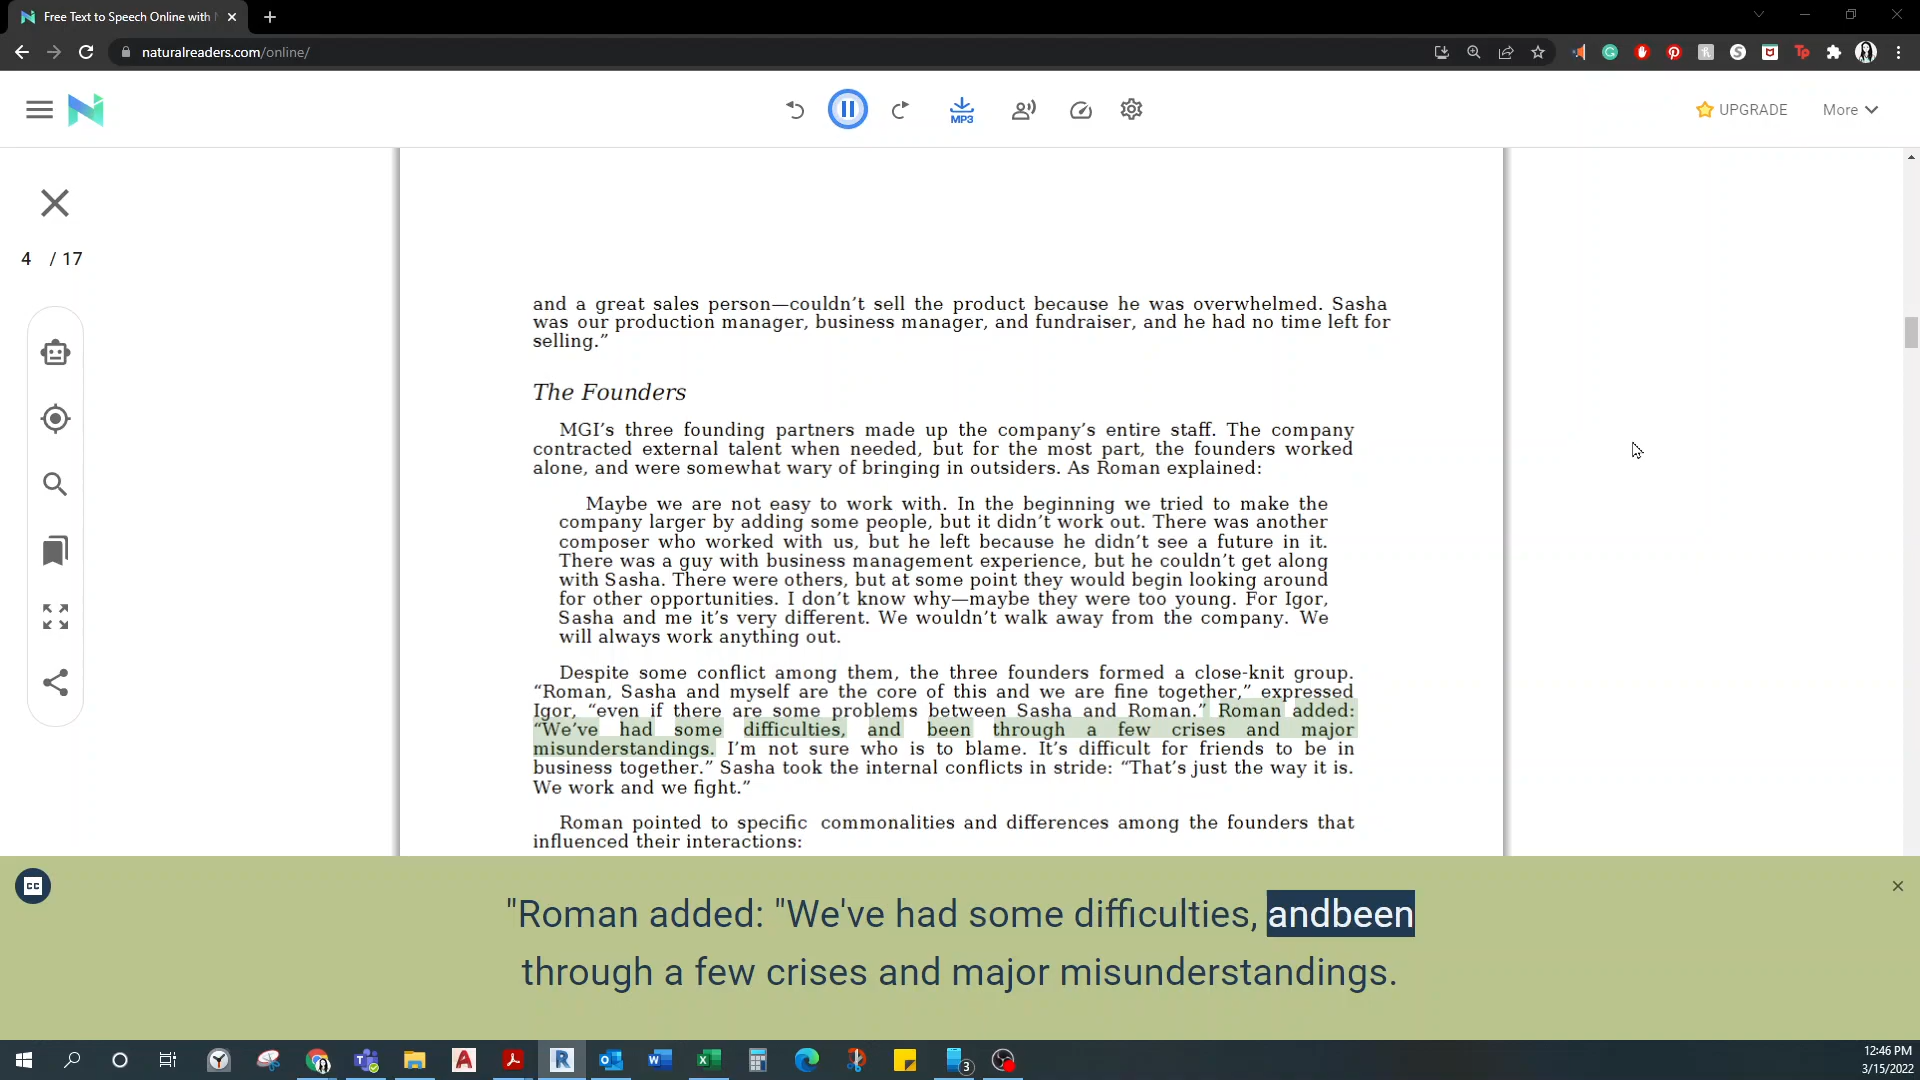 Free Text to Speech Online with
naturalreaders.com/online/
MP3
UPGRADE
More
4 / 17
and a great sales person—couldn’t sell the product because he was overwhelmed. Sasha
was our production manager, business manager, and fundraiser, and he had no time left for
selling.”
The Founders
MGI’s three founding partners made up the company’s entire staff. The company
contracted external talent when needed, but for the most part, the founders worked
alone, and were somewhat wary of bringing in outsiders. As Roman explained:
Maybe we are not easy to work with. In the beginning we tried to make the
company larger by adding some people, but it didn’t work out. There was another
composer who worked with us, but he left because he didn’t see a future in it.
There was a guy with business management experience, but he couldn’t get along
with Sasha. There were others, but at some point they would begin looking around
for other opportunities. I don’t know why—maybe they were too young. For Igor,
Sasha and me it’s very different. We wouldn’t walk away from the company. We
will always work anything out.
Despite some conflict among them, the three founders formed a close-knit group.
“Roman, Sasha and myself are the core of this and we are fine together,” expressed
Igor, “even if there are some problems between Sasha and Roman.” Roman added:
“We’ve had some difficulties, and been through a few crises and major
misunderstandings. I’m not sure who is to blame. It’s difficult for friends to be in
business together.” Sasha took the internal conflicts in stride: “That’s just the way it is.
We work and we fight.”
Roman pointed to specific commonalities and differences among the founders that
influenced their interactions:
CC
"Roman added: "We've had some difficulties, andbeen
through a few crises and major misunderstandings.
3
12:46 PM
3/15/2022